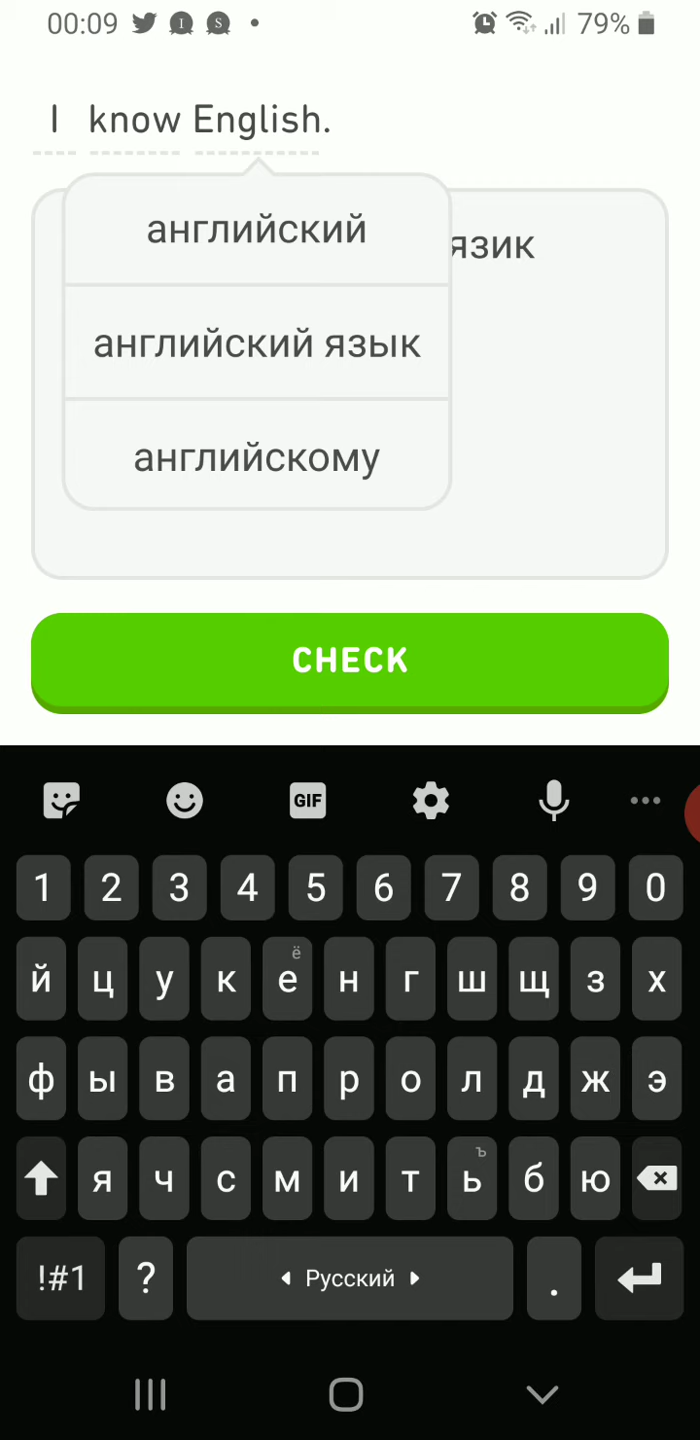 00:09 79%
I know English.
язик
английский
английский язык
английскому
CHECK
GIF
1 2 3 4 5 6 7 8 9 0
ё
й ц у к е н г ш щ з х
ф ы в а п р о л д ж э
ъ
я ч с м и т ь б ю
!#1 ? Русский .